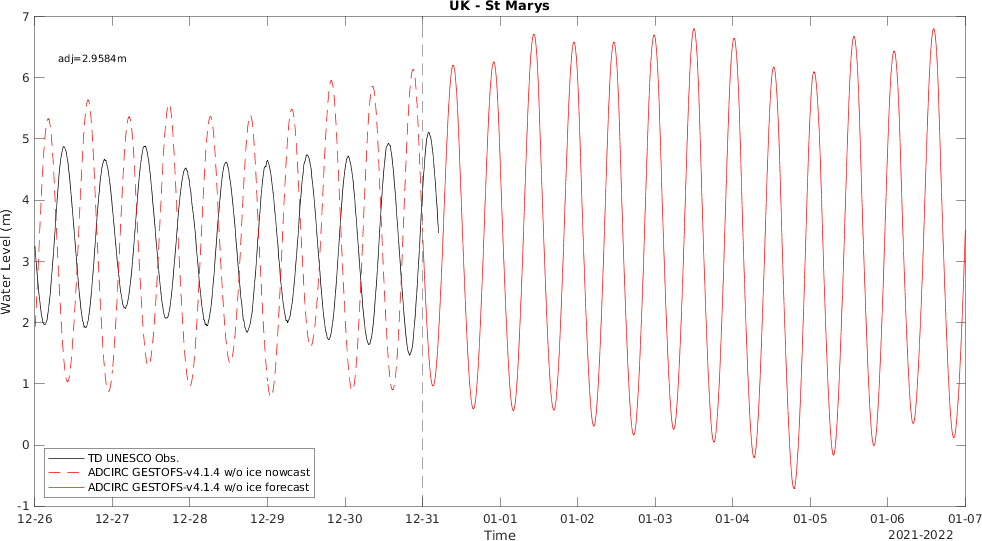 UK - St Marys
7
6
5
4
3
2
1
0
-1
Water Level (m)
adj=2.9584m
TD UNESCO Obs.
ADCIRC GESTOFS-v4.1.4 w/o ice nowcast
ADCIRC GESTOFS-v4.1.4 w/o ice forecast
12-26 12-27 12-28 12-29 12-30 12-31 01-01 01-02 01-03 01-04 01-05 01-06 01-07
Time
2021-2022